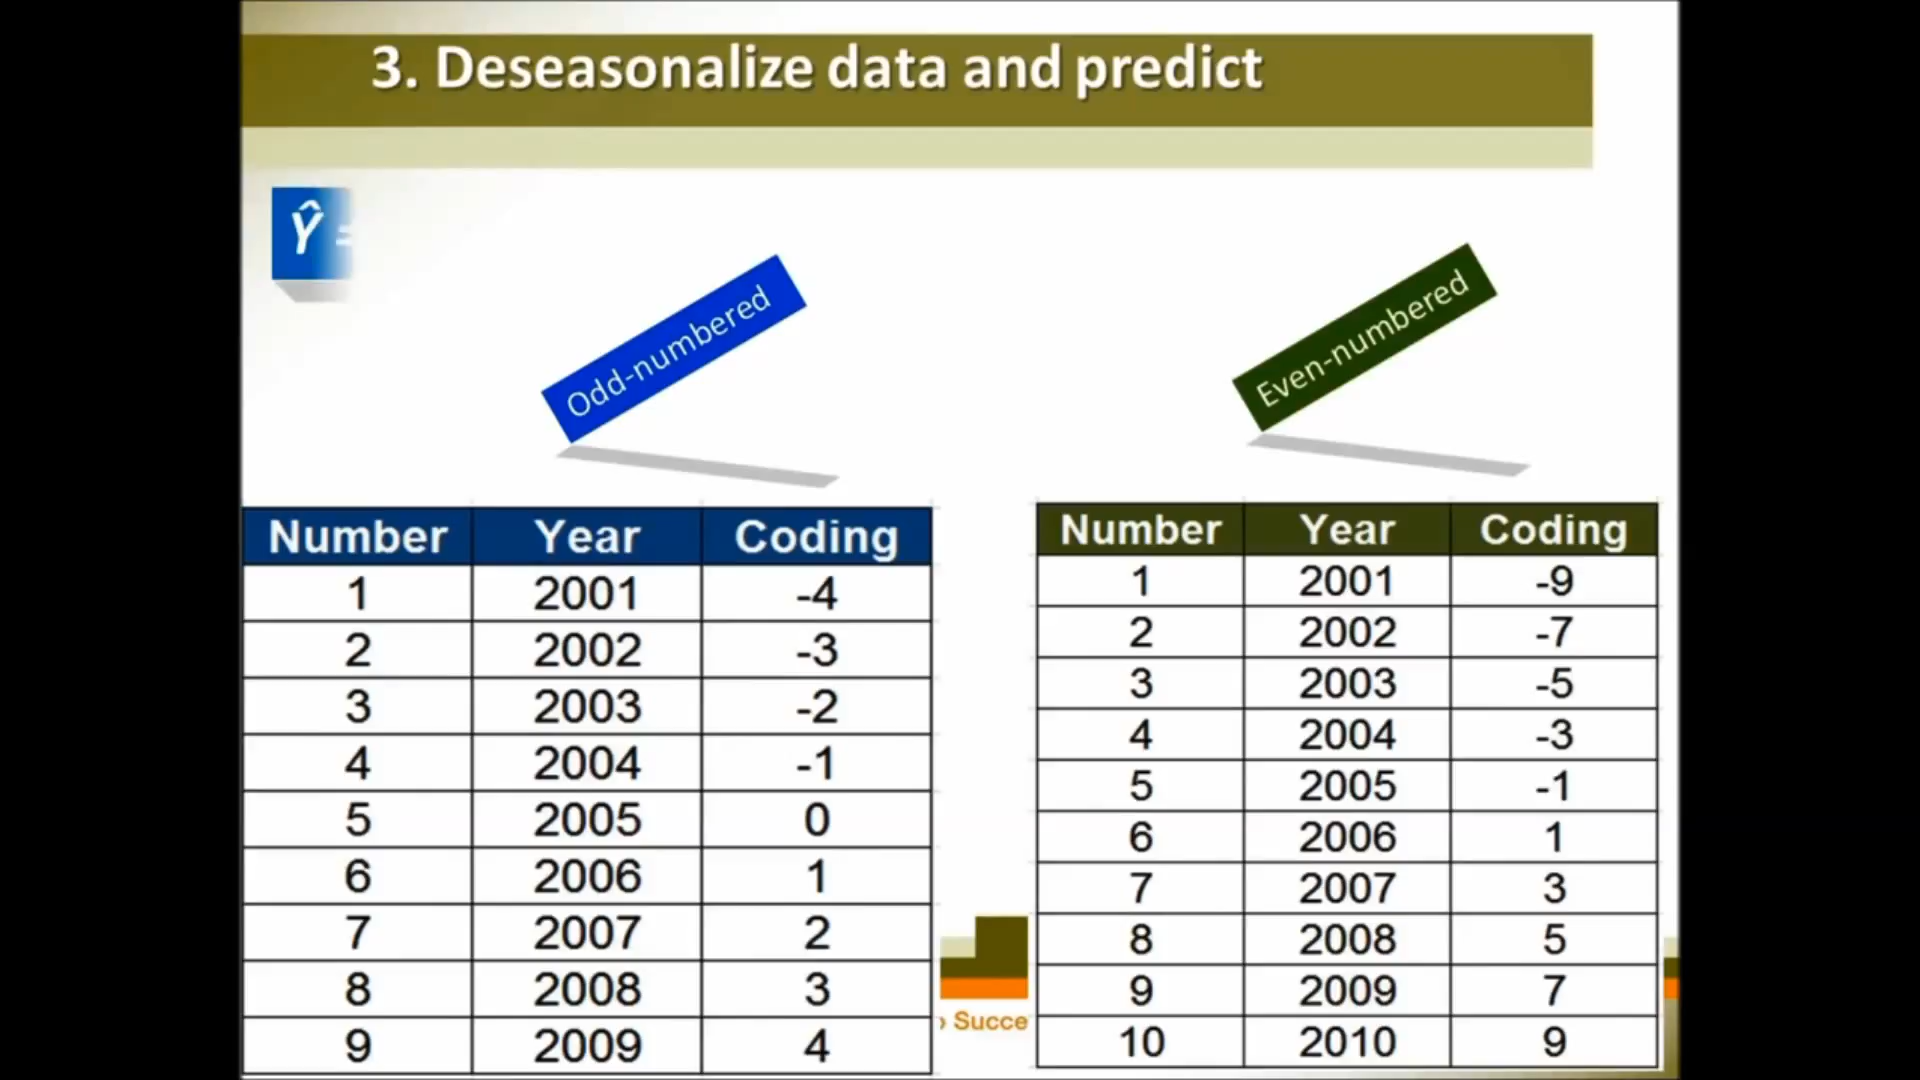 3. Deseasonalize data and predict
Ŷ =
Odd-numbered
Even-numbered
Number Year Coding
1 2001 -4
2 2002 -3
3 2003 -2
4 2004 -1
5 2005 0
6 2006 1
7 2007 2
8 2008 3
9 2009 4
Number Year Coding
1 2001 -9
2 2002 -7
3 2003 -5
4 2004 -3
5 2005 -1
6 2006 1
7 2007 3
8 2008 5
9 2009 7
10 2010 9
Succe